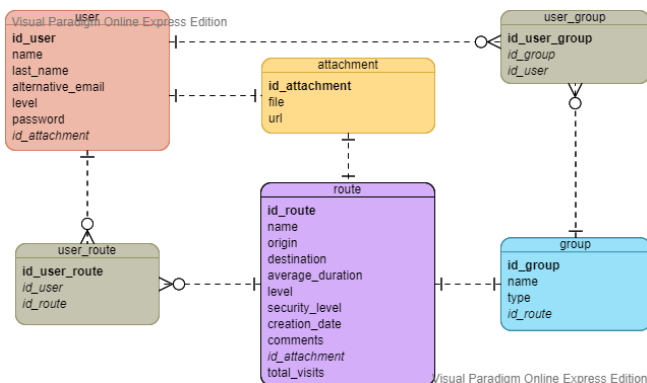 Visual Paradigm Online Express Edition
user
id_user
name
last_name
alternative_email
level
password
id_attachment
user_group
id_user_group
id_group
id_user
attachment
id_attachment
file
url
user_route
id_user_route
id_user
id_route
route
id_route
name
origin
destination
average_duration
level
security_level
creation_date
comments
id_attachment
total_visits
group
id_group
name
type
id_route
Visual Paradigm Online Express Edition